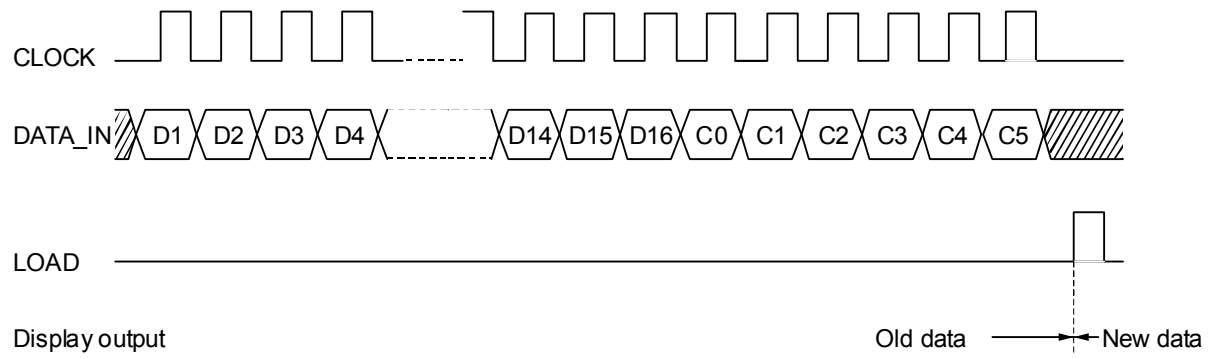 CLOCK
DATA_IN D1 D2 D3 D4 D14 D15 D16 C0 C1 C2 C3 C4 C5
LOAD
Display output Old data New data